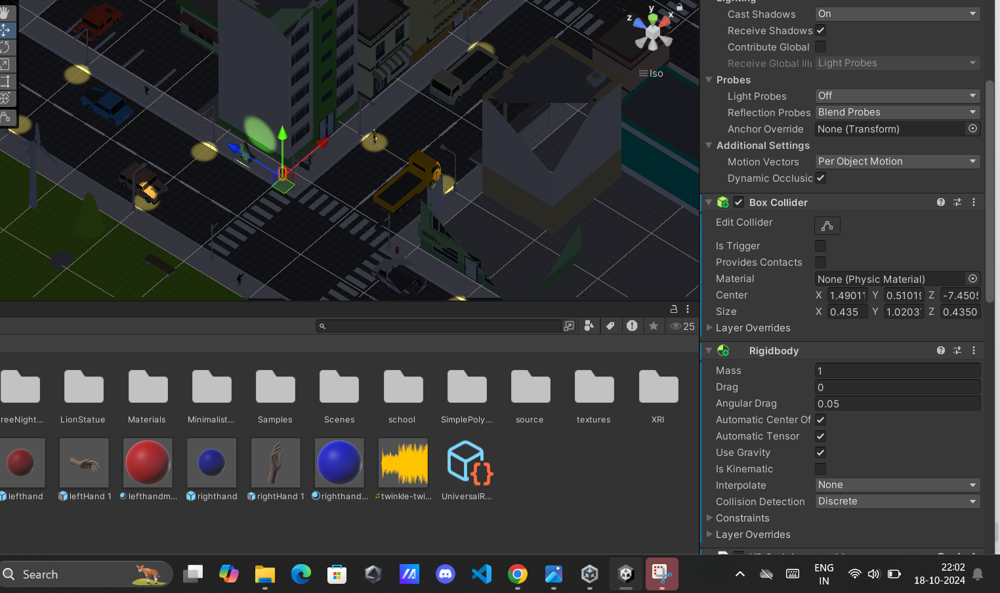 Cast Shadows On
Receive Shadows
Contribute Global
Receive Global Illu Light Probes
Probes
Light Probes Off
Reflection Probes Blend Probes
Anchor Override None (Transform)
Additional Settings
Motion Vectors Per Object Motion
Dynamic Occlusic
y
z
x
Iso
Box Collider
Edit Collider
Is Trigger
Provides Contacts
Material None (Physic Material)
Center X 1.49011 Y 0.51019 Z -7.4505
Size X 0.435 Y 1.0203 Z 0.4350
Layer Overrides
Rigidbody
Mass 1
Drag 0
Angular Drag 0.05
Automatic Center Of
Automatic Tensor
Use Gravity
Is Kinematic
Interpolate None
Collision Detection Discrete
Constraints
Layer Overrides
25
reeNight...
LionStatue
Materials
Minimalist...
Samples
Scenes
school
SimplePoly...
source
textures
XRI
lefthand
leftHand 1
lefthandm...
righthand
rightHand 1
righthand...
twinkle-twi...
UniversalR...
Search
ENG
IN
22:02
18-10-2024